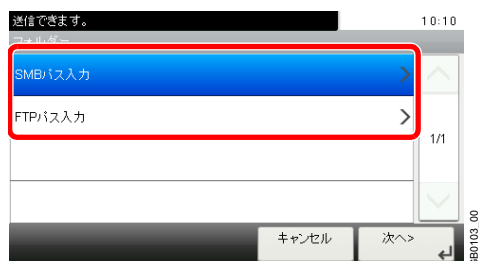 送信できます。 10:10
フォルダー
SMBパス入力
FTPパス入力
1/1
キャンセル 次へ>
GB0103_00